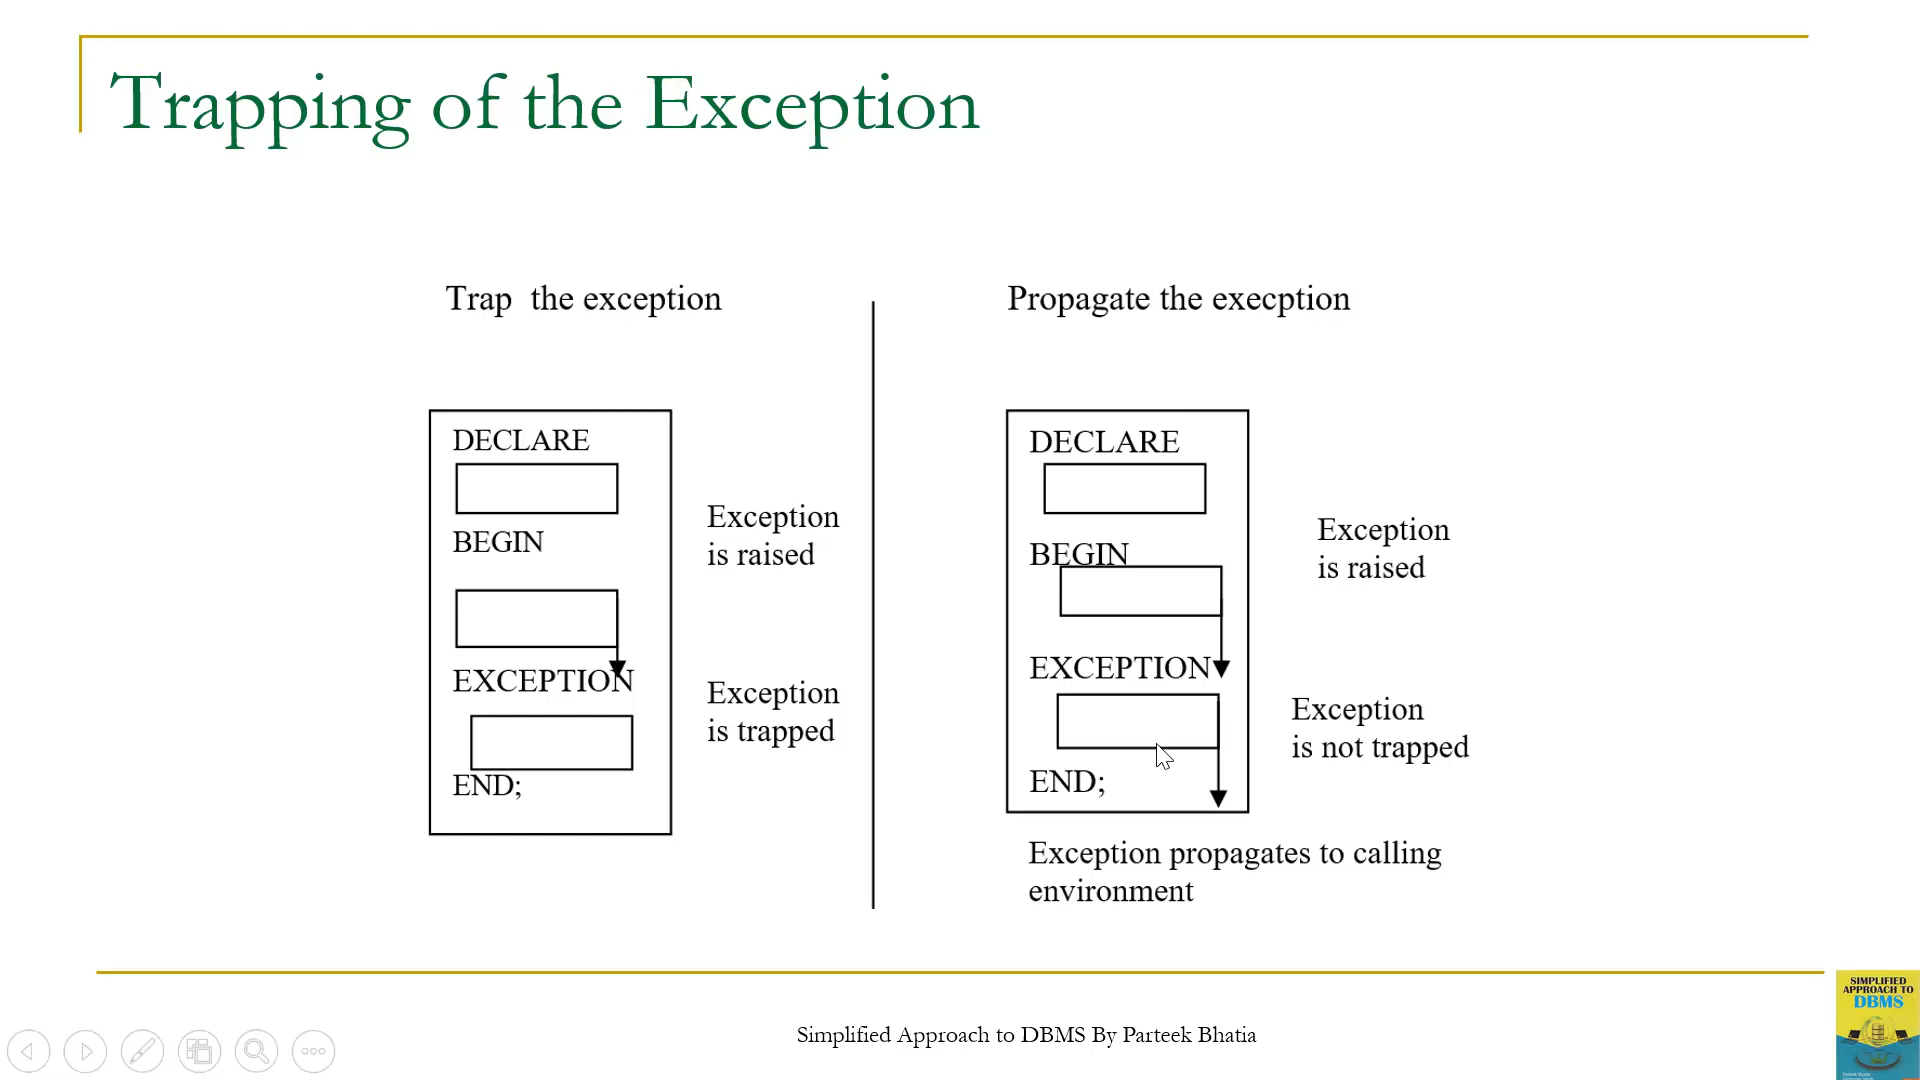 Trapping of the Exception
Trap the exception
DECLARE
BEGIN
EXCEPTION
END;
Exception
is raised
Exception
is trapped
Propagate the execption
DECLARE
BEGIN
EXCEPTION
END;
Exception
is raised
Exception
is not trapped
Exception propagates to calling
environment
Simplified Approach to DBMS By Parteek Bhatia
SIMPLIFIED
APPROACH TO
DBMS
Parteek Bhatia